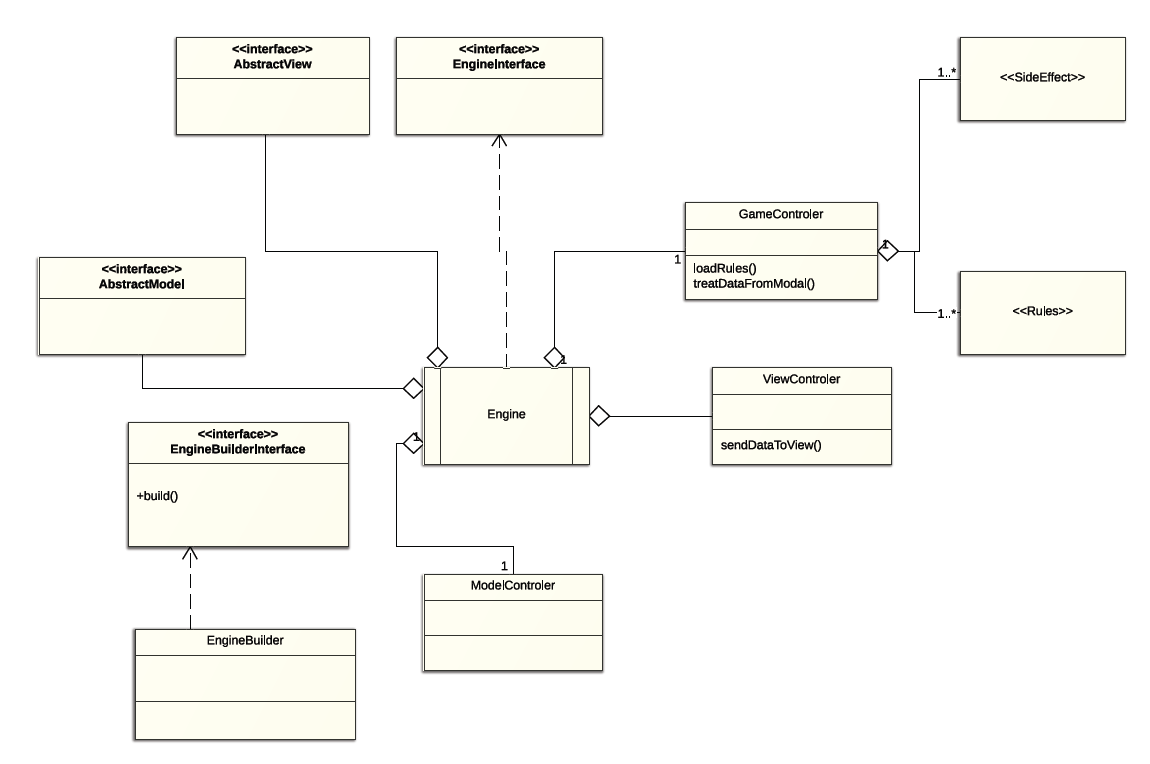 <<interface>>
AbstractView
<<interface>>
EngineInterface
1..*
<<SideEffect>>
GameControler
1
1
loadRules()
treatDataFromModal()
<<interface>>
AbstractModel
1..*
<<Rules>>
1
Engine
ViewControler
sendDataToView()
1
<<interface>>
EngineBuilderInterface
+build()
1
ModelControler
EngineBuilder